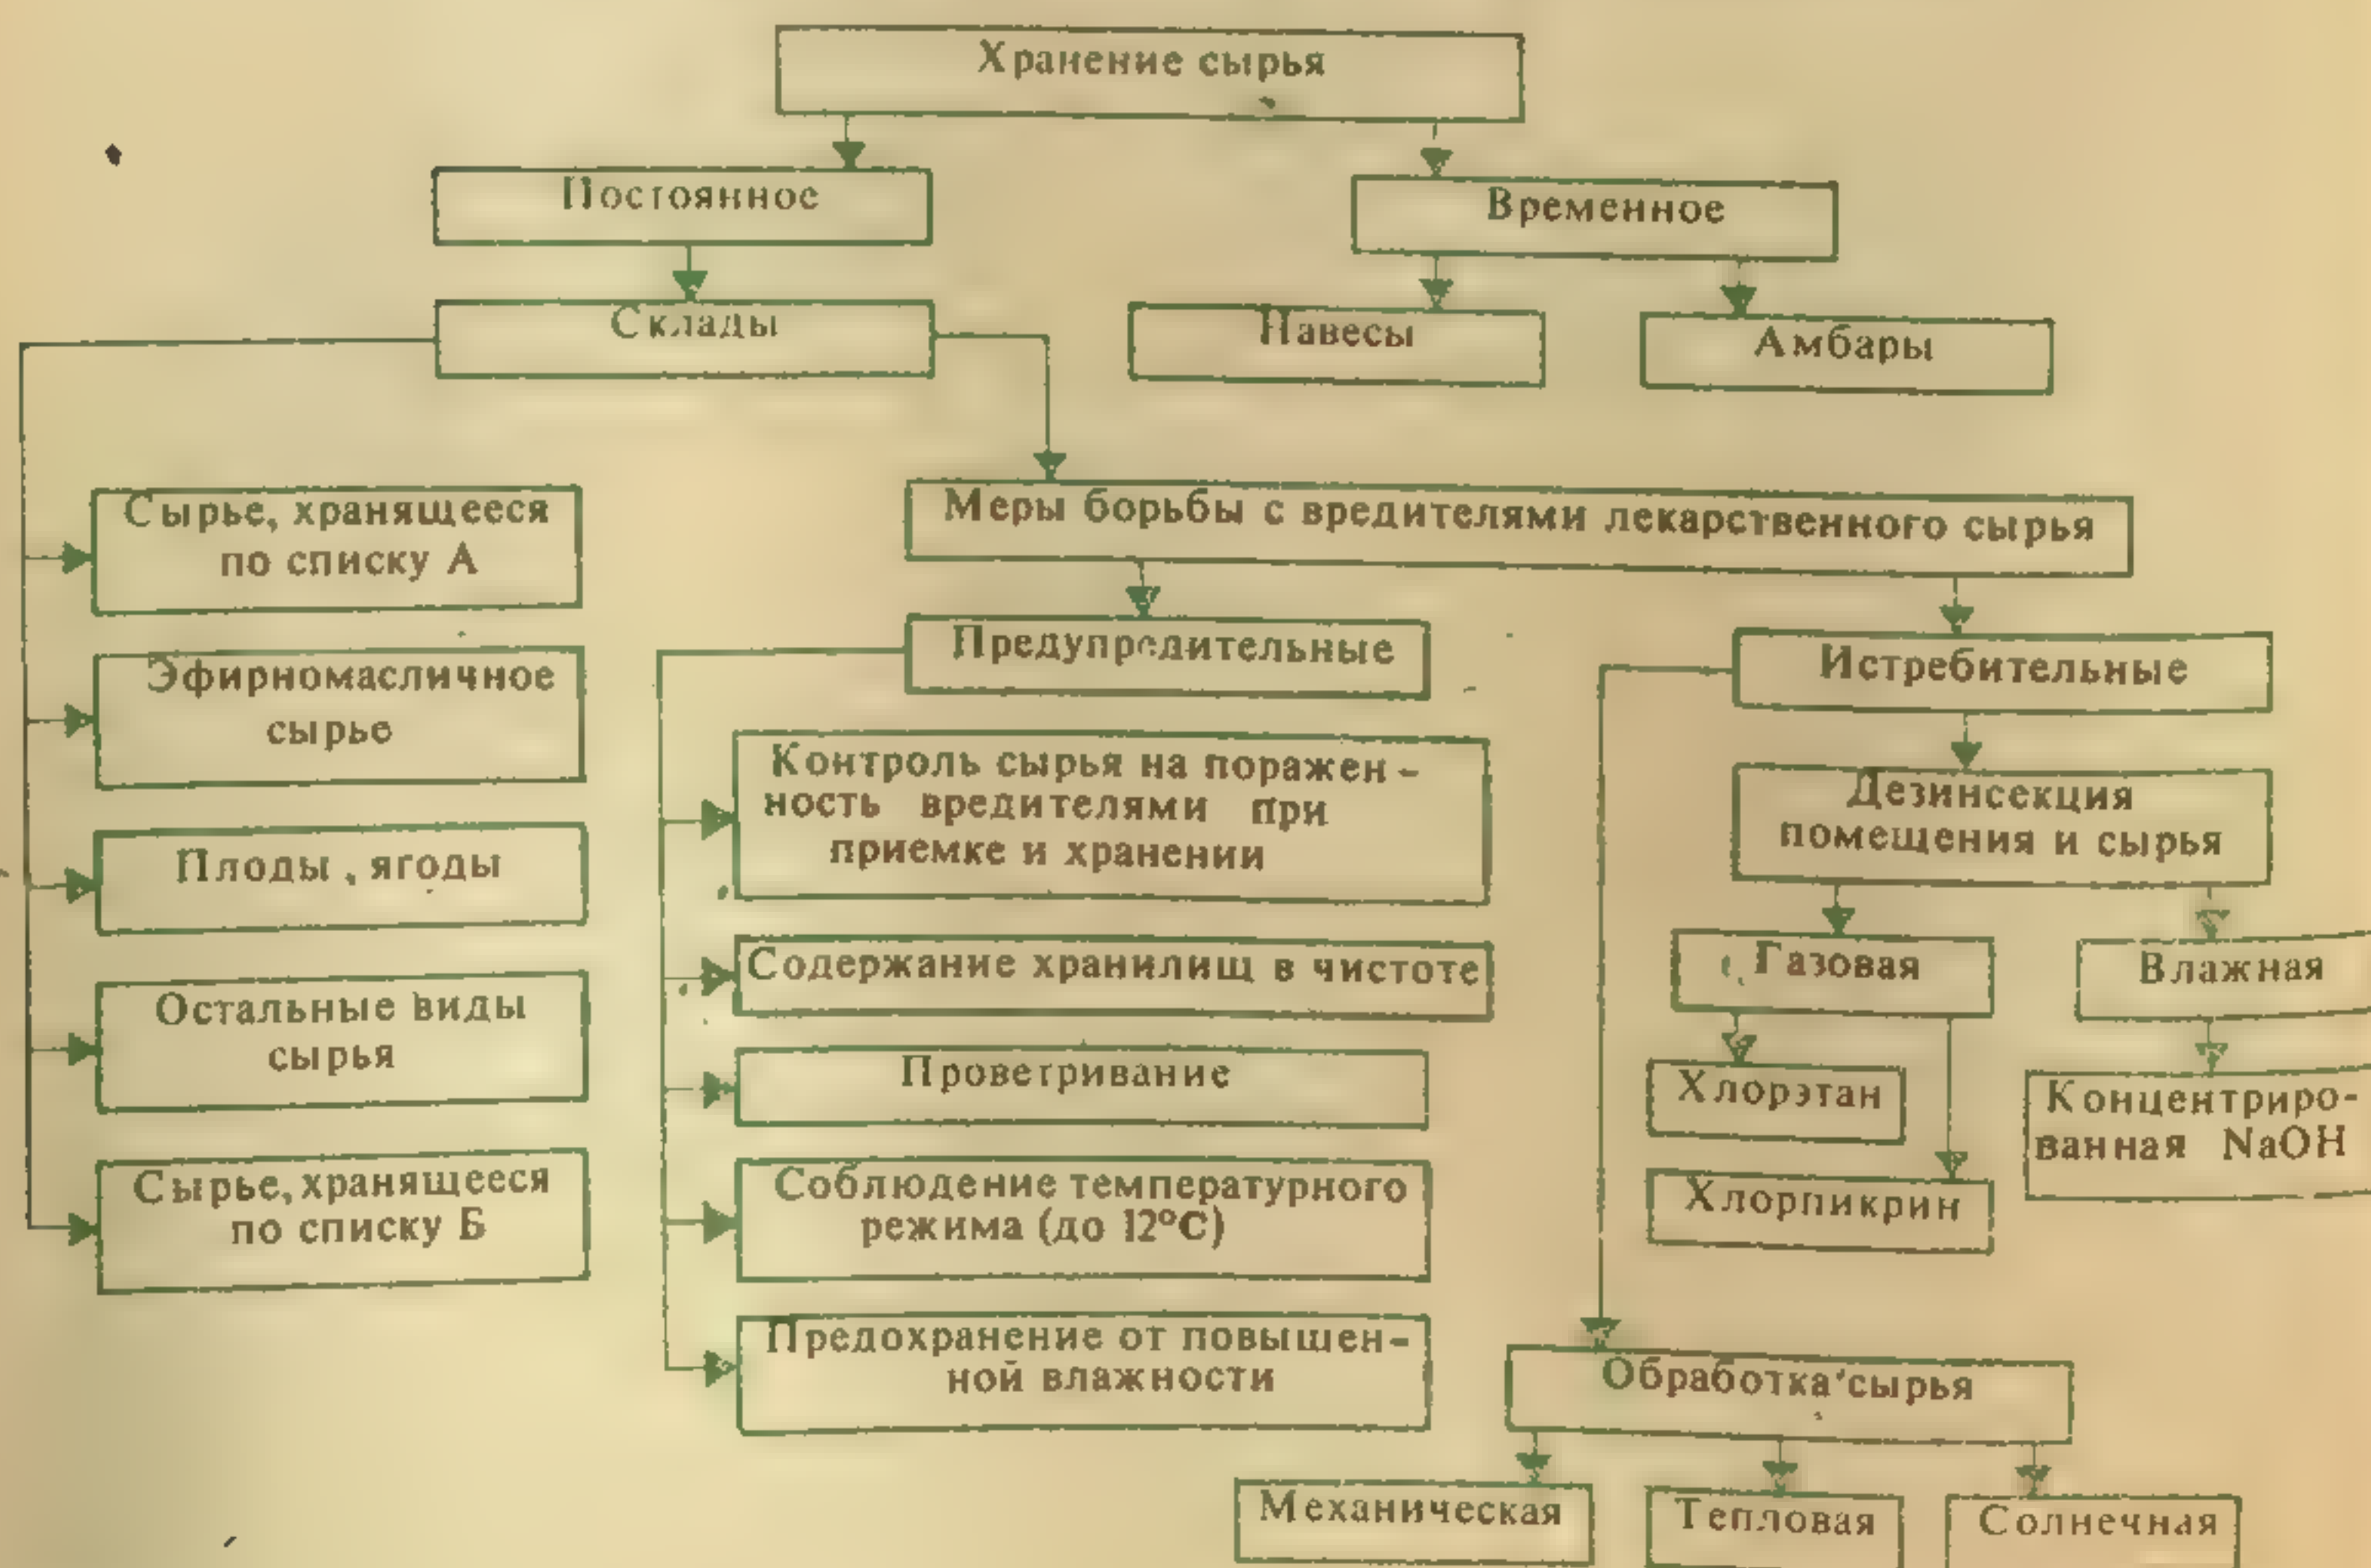 Хранение сырья
Постоянное
Временное
Склады
Навесы
Амбары
Сырье, хранящееся
по списку А
Эфирномасличное
сырье
Плоды, ягоды
Остальные виды
сырья
Сырье, хранящееся
по списку Б
Меры борьбы с вредителями лекарственного сырья
Предупредительные
Контроль сырья на поражен-
ность вредителями при
приемке и хранении
Содержание хранилищ в чистоте
Проветривание
Соблюдение температурного
режима (до 12°С)
Предохранение от повышен-
ной влажности
Истребительные
Дезинсекция
помещения и сырья
Газовая
Влажная
Хлорэтан
Хлорпикрин
Концентриро-
ванная NaOH
Обработка сырья
Механическая
Тепловая
Солнечная